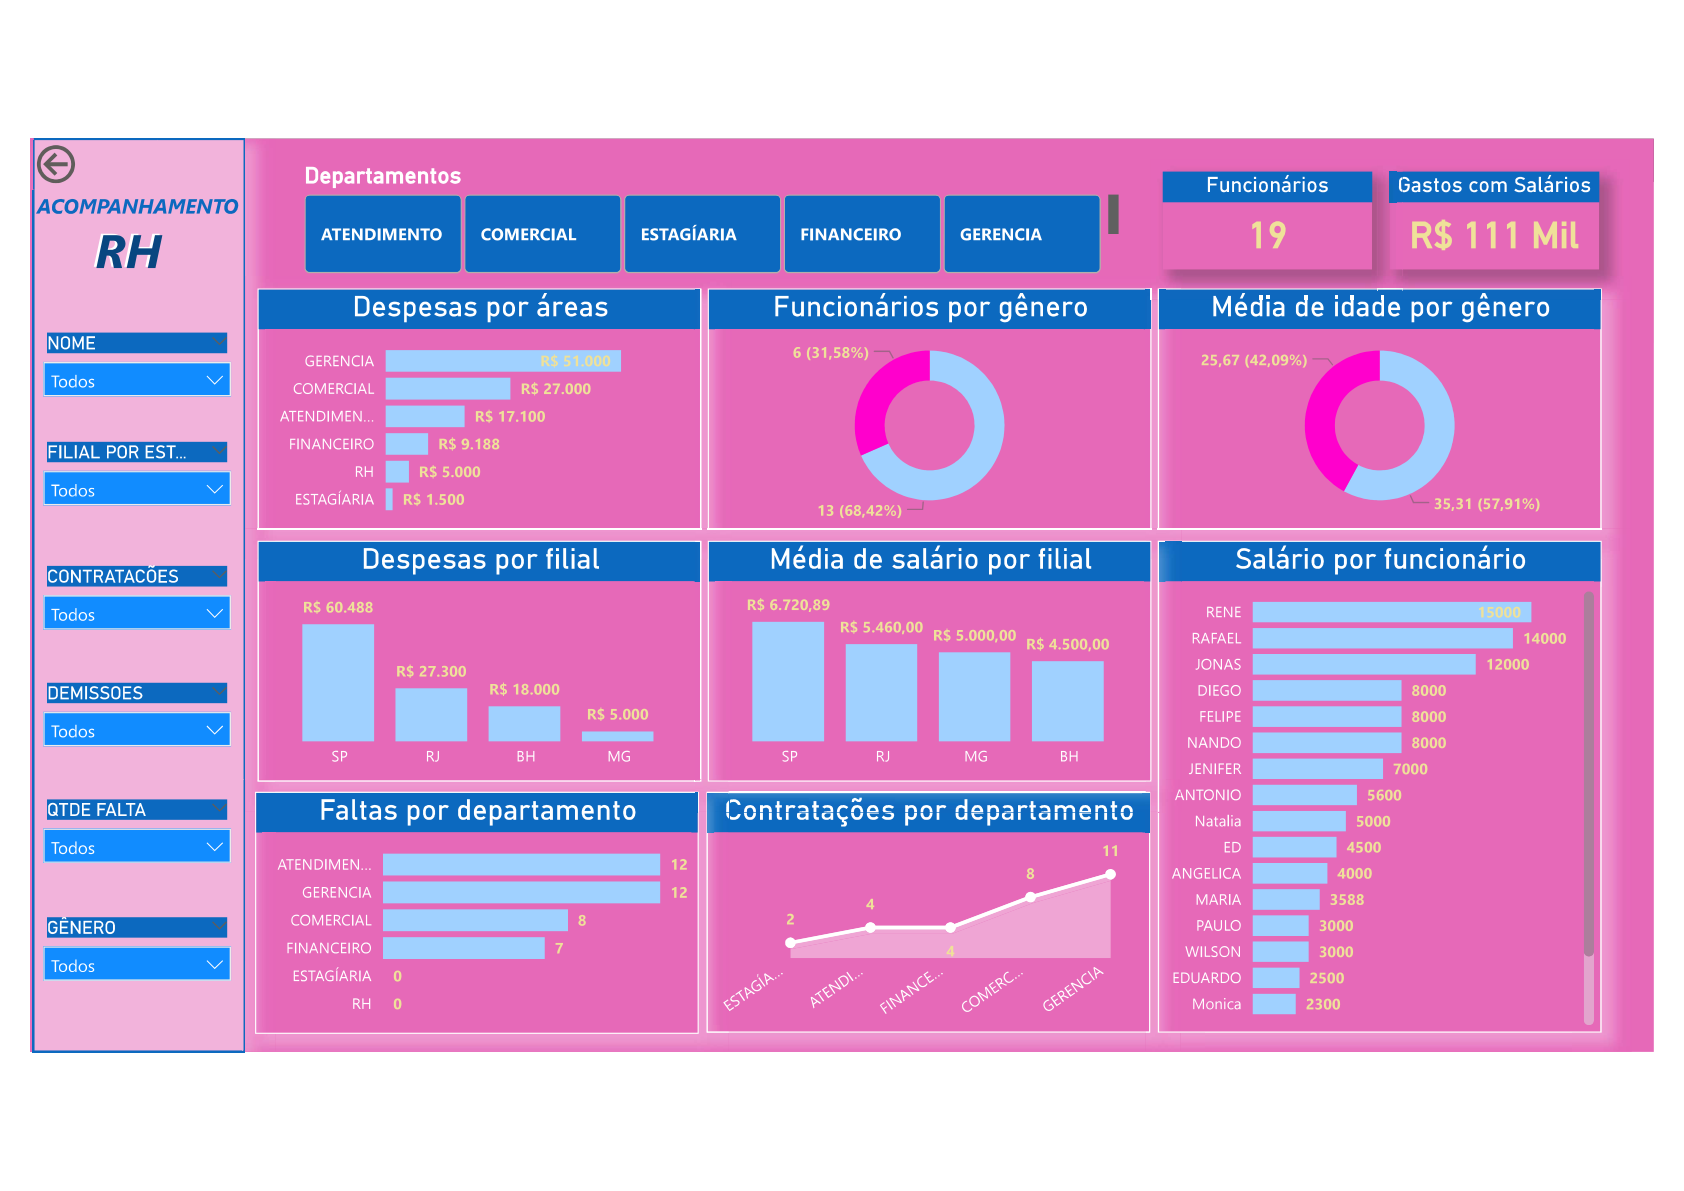 ACOMPANHAMENTO
RH
NOME
Todos
FILIAL POR EST...
Todos
CONTRATACÕES
Todos
DEMISSOES
Todos
QTDE FALTA
Todos
GÊNERO
Todos
Departamentos
ATENDIMENTO COMERCIAL ESTAGÍARIA FINANCEIRO GERENCIA
Funcionários
19
Gastos com Salários
R$ 111 Mil
Despesas por áreas
GERENCIA R$ 51.000
COMERCIAL R$ 27.000
ATENDIMEN... R$ 17.100
FINANCEIRO R$ 9.188
RH R$ 5.000
ESTAGÍARIA R$ 1.500
Funcionários por gênero
6 (31,58%)
13 (68,42%)
Média de idade por gênero
25,67 (42,09%)
35,31 (57,91%)
Despesas por filial
R$ 60.488
R$ 27.300
R$ 18.000
R$ 5.000
SP RJ BH MG
Média de salário por filial
R$ 6.720,89
R$ 5.460,00
R$ 5.000,00
R$ 4.500,00
SP RJ MG BH
Salário por funcionário
RENE 15000
RAFAEL 14000
JONAS 12000
DIEGO 8000
FELIPE 8000
NANDO 8000
JENIFER 7000
ANTONIO 5600
Natalia 5000
ED 4500
ANGELICA 4000
MARIA 3588
PAULO 3000
WILSON 3000
EDUARDO 2500
Monica 2300
Faltas por departamento
ATENDIMEN... 12
GERENCIA 12
COMERCIAL 8
FINANCEIRO 7
ESTAGÍARIA 0
RH 0
Contratações por departamento
2
4
4
8
11
ESTAGÍA... ATENDI... FINANCE... COMERC... GERENCIA